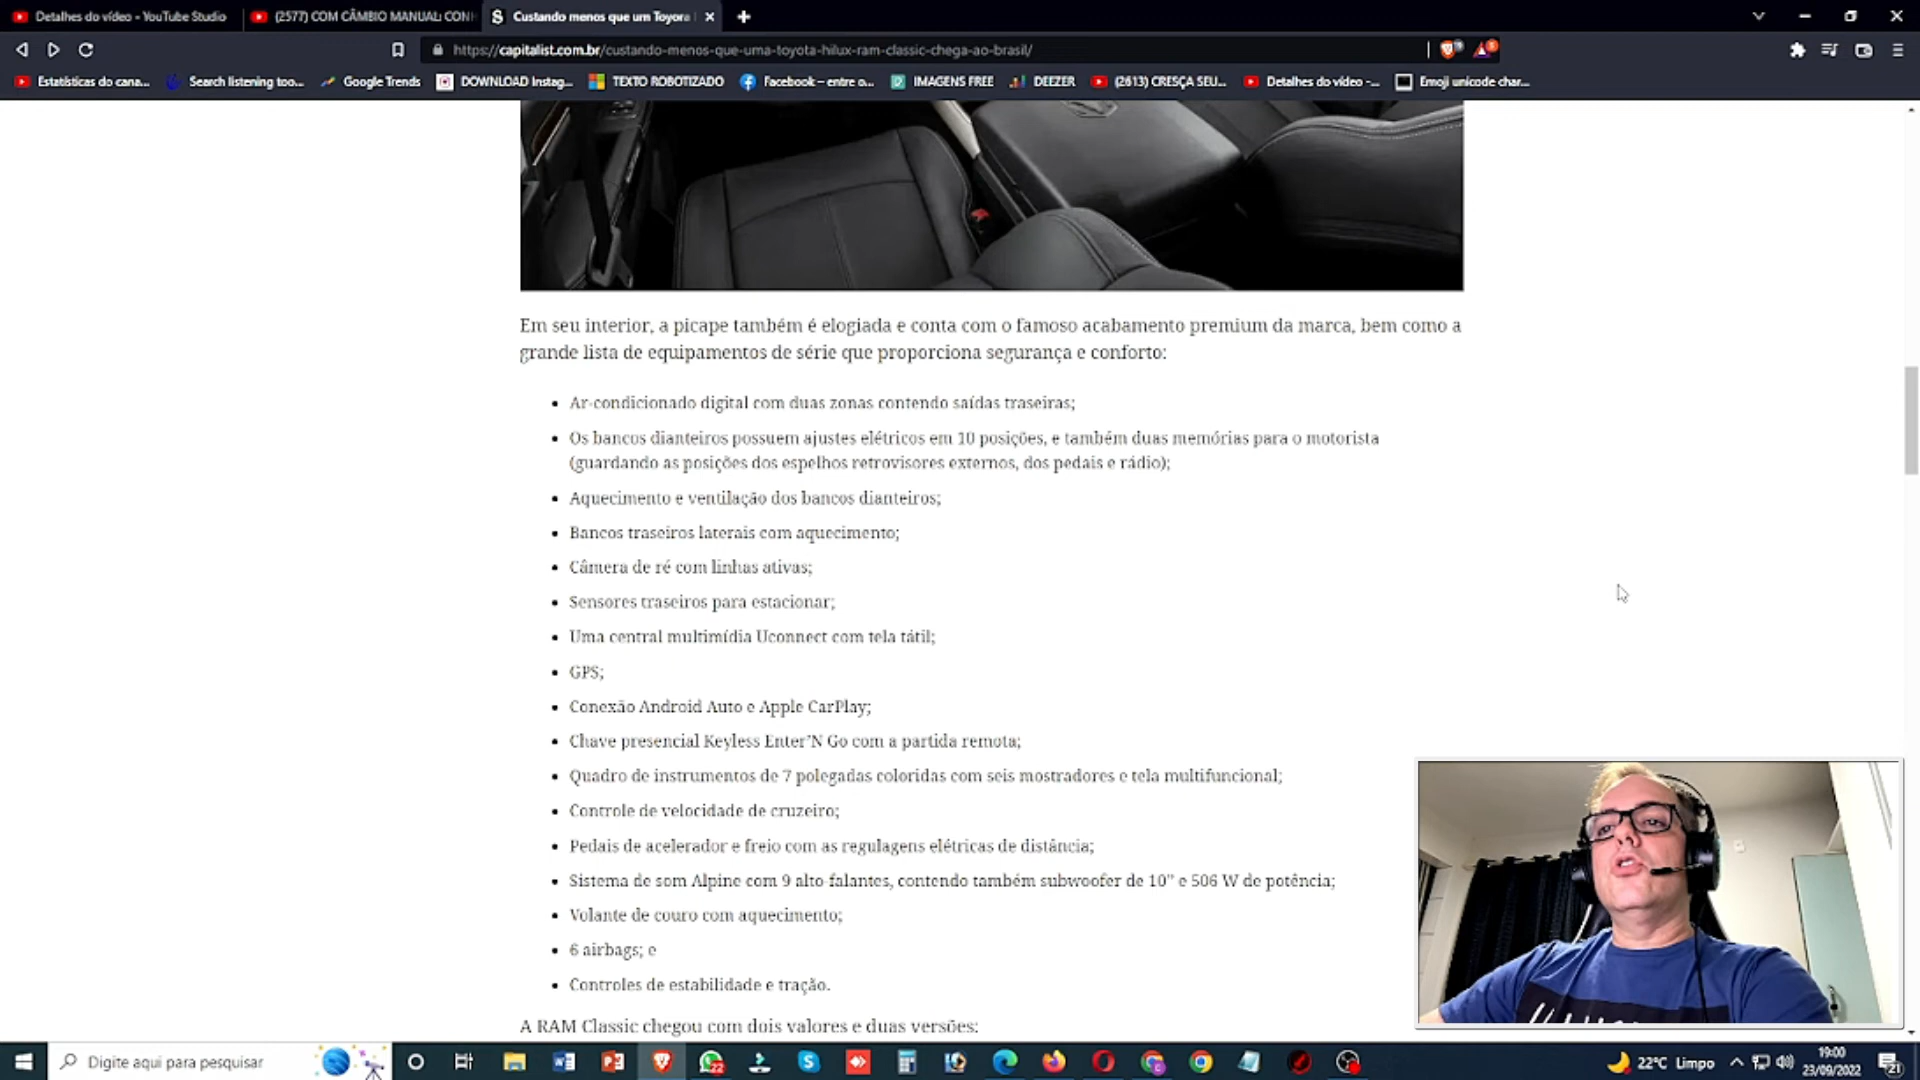 Detalhes do vídeo - YouTube Studio
(2577) COM CÂMBIO MANUAL: CON
Custando menos que um Toyora
https://capitalist.com.br/custando-menos-que-uma-toyota-hilux-ram-classic-chega-ao-brasil/
Estatísticas do cana...
Search listening too...
Google Trends
DOWNLOAD Instag...
TEXTO ROBOTIZADO
Facebook – entre o...
IMAGENS FREE
DEEZER
(2613) CRESÇA SEU...
Detalhes do vídeo -...
Emoji unicode char...
Em seu interior, a picape também é elogiada e conta com o famoso acabamento premium da marca, bem como a
grande lista de equipamentos de série que proporciona segurança e conforto:
• Ar-condicionado digital com duas zonas contendo saídas traseiras;
• Os bancos dianteiros possuem ajustes elétricos em 10 posições, e também duas memórias para o motorista
(guardando as posições dos espelhos retrovisores externos, dos pedais e rádio);
• Aquecimento e ventilação dos bancos dianteiros;
• Bancos traseiros laterais com aquecimento;
• Câmera de ré com linhas ativas;
• Sensores traseiros para estacionar;
• Uma central multimídia Uconnect com tela tátil;
• GPS;
• Conexão Android Auto e Apple CarPlay;
• Chave presencial Keyless Enter'N Go com a partida remota;
• Quadro de instrumentos de 7 polegadas coloridas com seis mostradores e tela multifuncional;
• Controle de velocidade de cruzeiro;
• Pedais de acelerador e freio com as regulagens elétricas de distância;
• Sistema de som Alpine com 9 alto-falantes, contendo também subwoofer de 10" e 506 W de potência;
• Volante de couro com aquecimento;
• 6 airbags; e
• Controles de estabilidade e tração.
A RAM Classic chegou com dois valores e duas versões:
Digite aqui para pesquisar
22
22°C Limpo
19:00
23/09/2022
21